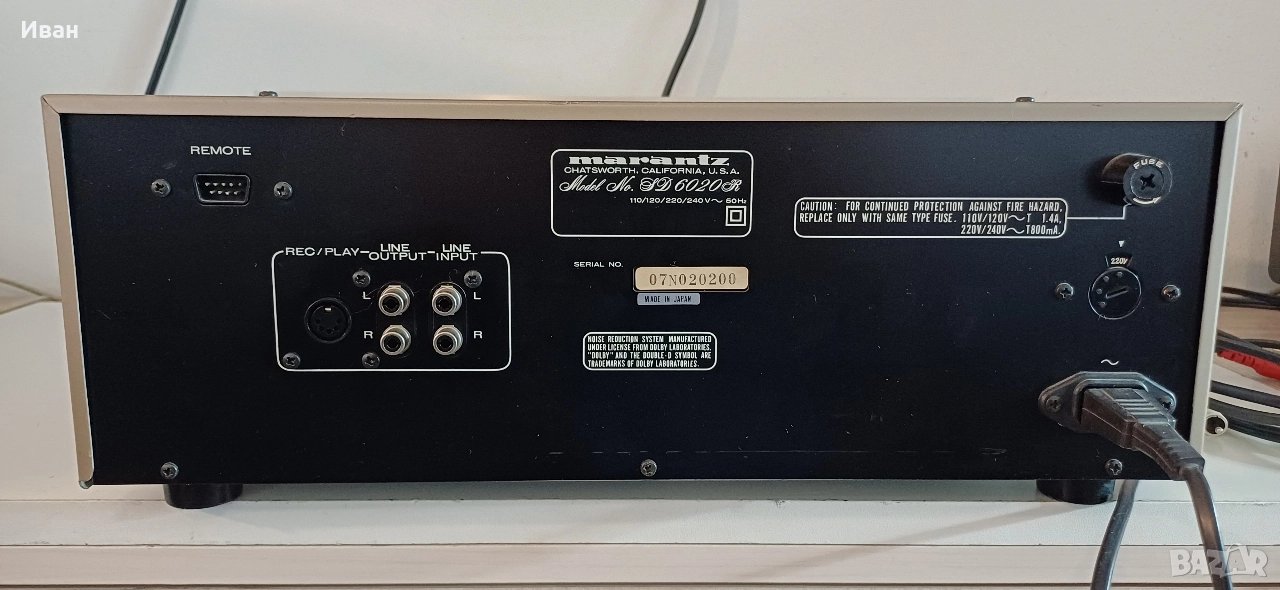 Иван
REMOTE
marantz
CHATSWORTH, CALIFORNIA, U.S.A.
Model No. SD6020R
110/120/220/240V～ 50Hz
FUSE
CAUTION: FOR CONTINUED PROTECTION AGAINST FIRE HAZARD,
REPLACE ONLY WITH SAME TYPE FUSE. 110V/120V～T 1.4A,
220V/240V～T800mA.
REC/PLAY
LINE OUTPUT
LINE INPUT
L
L
R
R
SERIAL NO.
07N020200
MADE IN JAPAN
220V
NOISE REDUCTION SYSTEM MANUFACTURED
UNDER LICENSE FROM DOLBY LABORATORIES.
"DOLBY" AND THE DOUBLE-D SYMBOL ARE
TRADEMARKS OF DOLBY LABORATORIES.
～
BAZAR